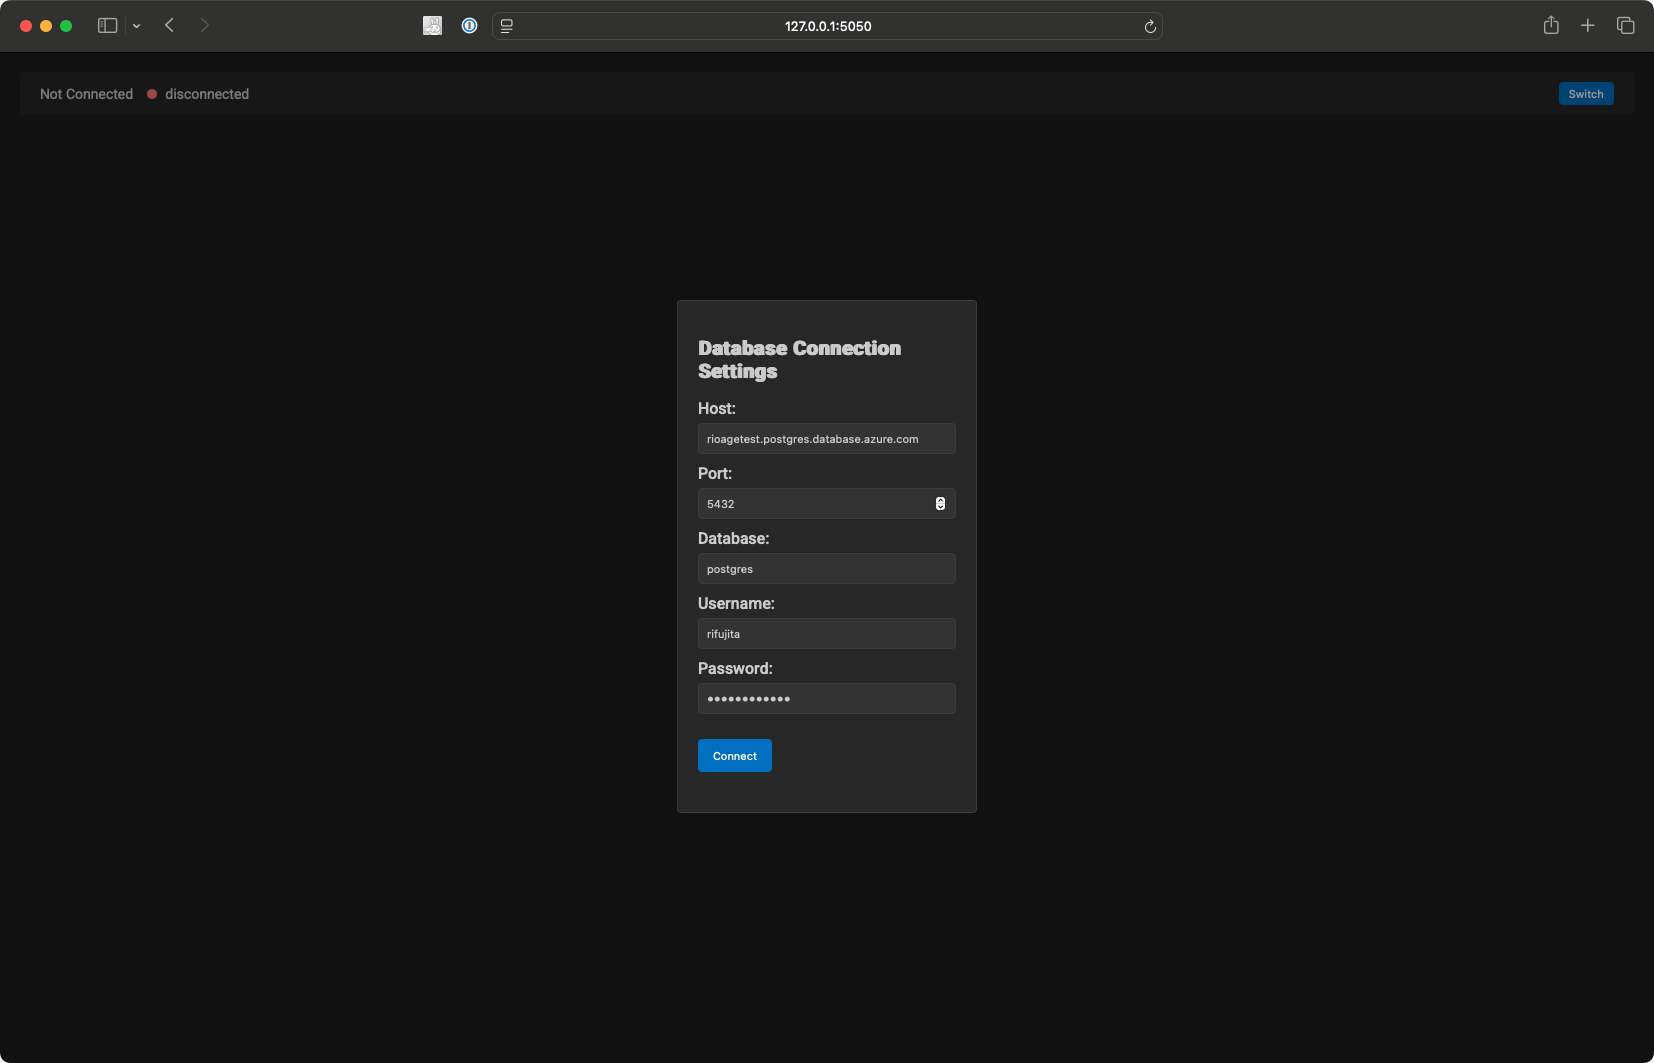 127.0.0.1:5050
Not Connected disconnected
Switch
Database Connection
Settings
Host:
rioagetest.postgres.database.azure.com
Port:
5432
Database:
postgres
Username:
rifujita
Password:
••••••••••••
Connect